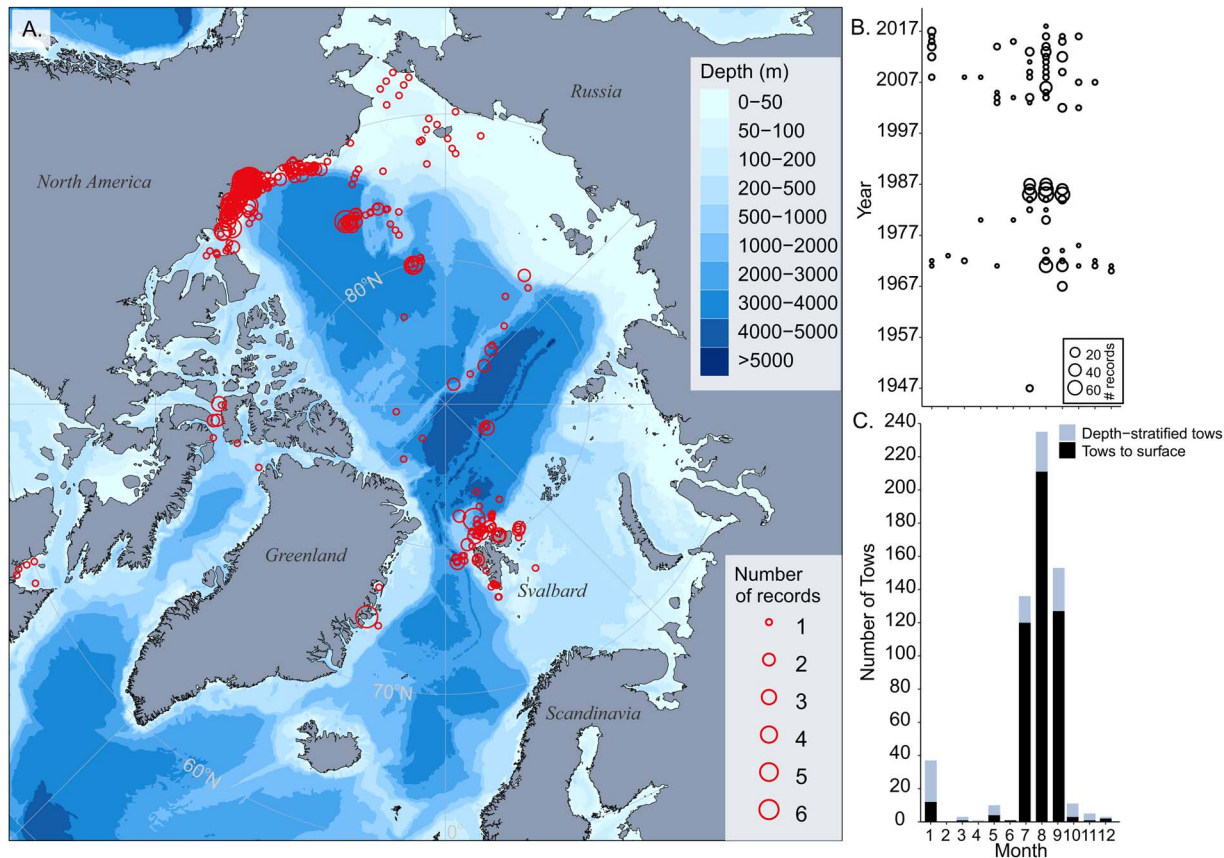 A.
North America
Russia
Greenland
Svalbard
Scandinavia
80°N
70°N
60°N
0°
Depth (m)
0−50
50−100
100−200
200−500
500−1000
1000−2000
2000−3000
3000−4000
4000−5000
>5000
Number
of records
1
2
3
4
5
6
B.
Year
2017
2007
1997
1987
1977
1967
1957
1947
20
40
60
# records
C.
Number of Tows
240
220
200
180
160
140
120
100
80
60
40
20
0
Depth−stratified tows
Tows to surface
1 2 3 4 5 6 7 8 9 10 11 12
Month